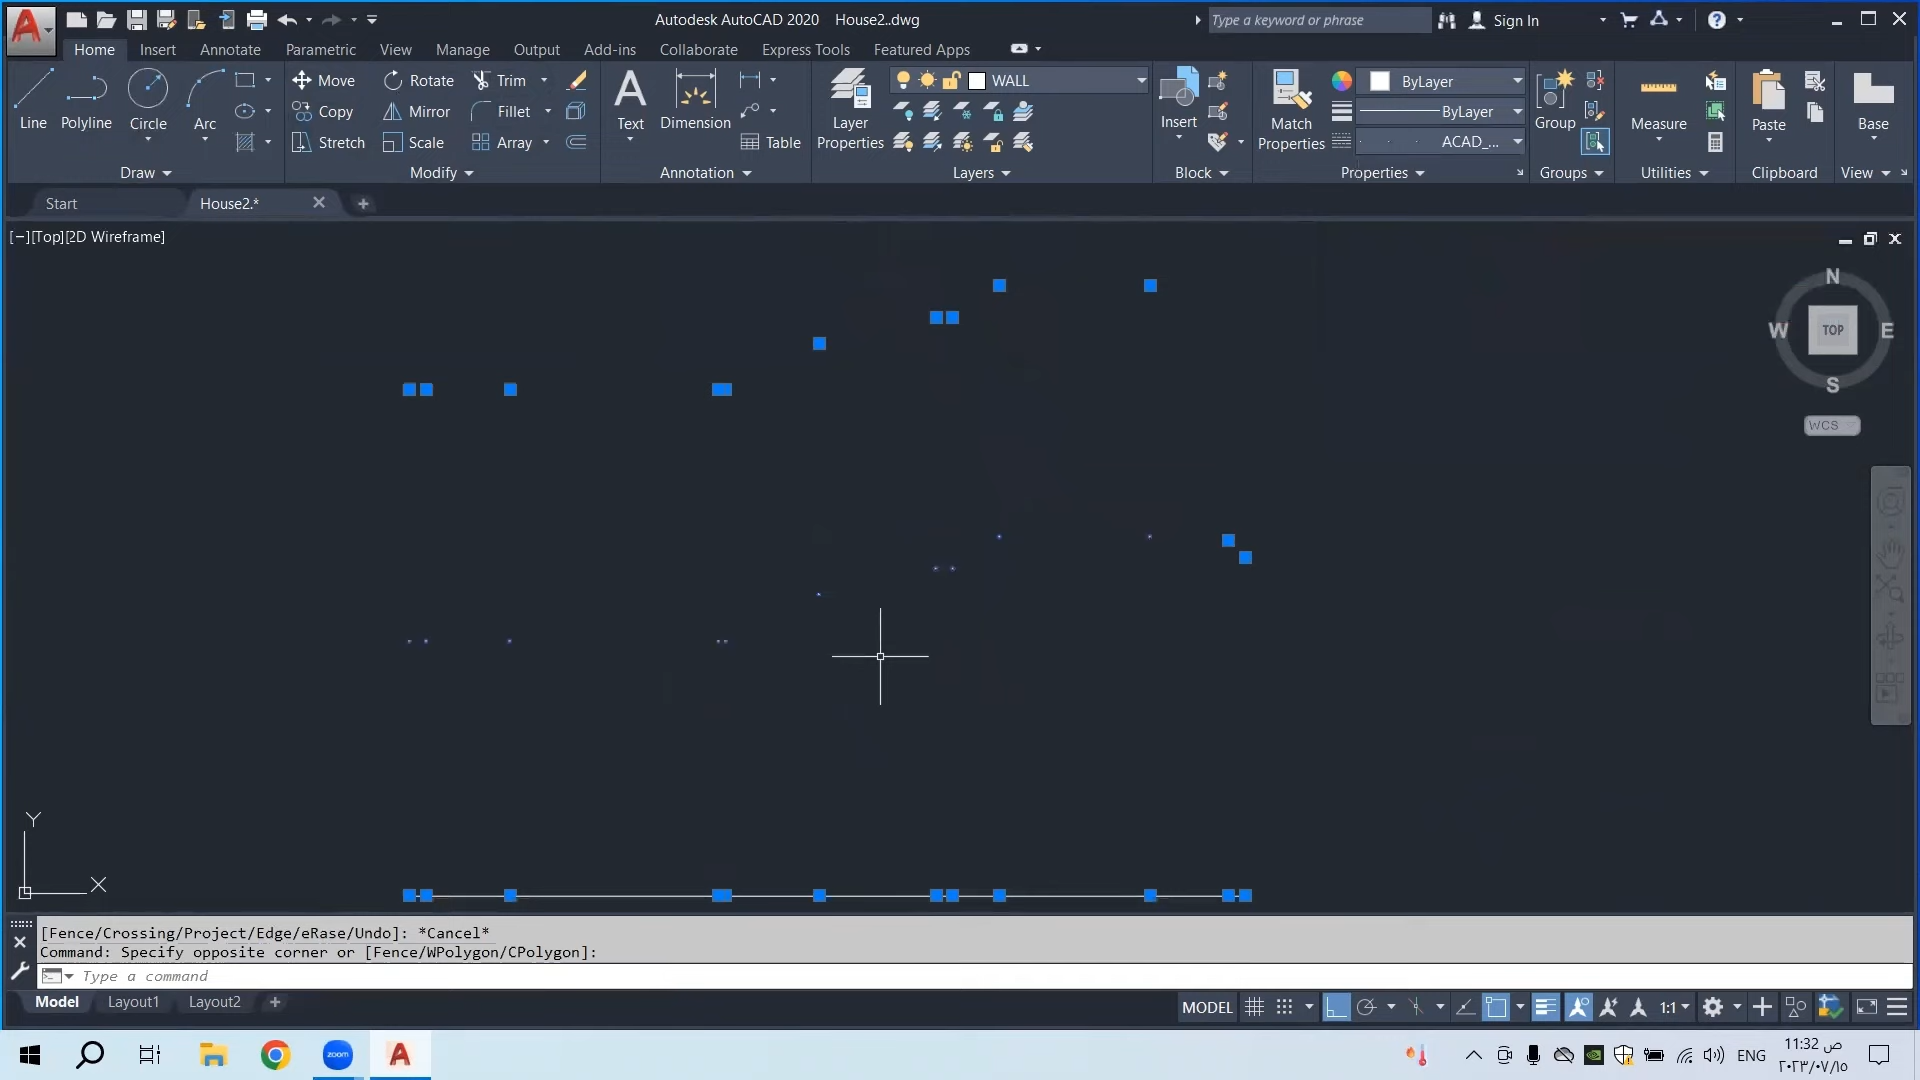 Autodesk AutoCAD 2020 House2..dwg
Type a keyword or phrase
Sign In
Home Insert Annotate Parametric View Manage Output Add-ins Collaborate Express Tools Featured Apps
Line Polyline Circle Arc
Move Rotate Trim
Copy Mirror Fillet
Stretch Scale Array
Text Dimension Table
Layer Properties
WALL
Insert
Match Properties
ByLayer
ByLayer
ACAD_...
Group Measure Paste Base
Draw Modify Annotation Layers Block Properties Groups Utilities Clipboard View
Start House2.*
[−][Top][2D Wireframe]
N
W TOP E
S
WCS
Y
X
[Fence/Crossing/Project/Edge/eRase/Undo]: *Cancel*
Command: Specify opposite corner or [Fence/WPolygon/CPolygon]:
Type a command
Model Layout1 Layout2
MODEL 1:1
zoom
ENG
11:32 ص
٢٠٢٣/٠٧/١٥